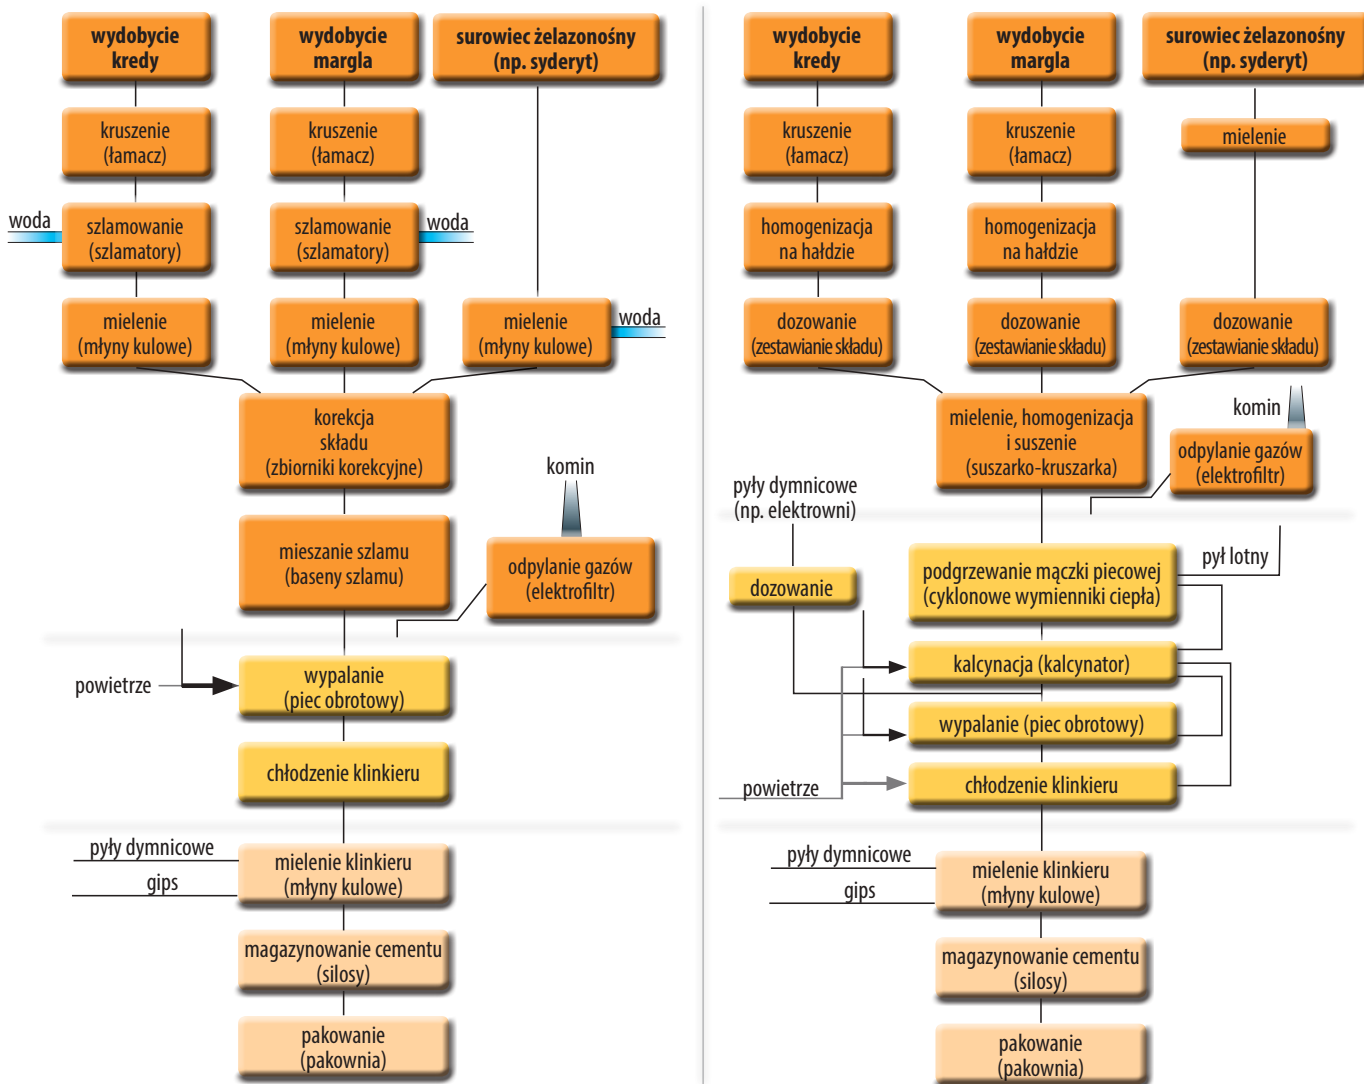 wydobycie
kredy
wydobycie
margla
surowiec żelazonośny
(np. syderyt)
kruszenie
(łamacz)
kruszenie
(łamacz)
woda
szlamowanie
(szlamatory)
szlamowanie
(szlamatory)
woda
mielenie
(młyny kulowe)
mielenie
(młyny kulowe)
mielenie
(młyny kulowe)
woda
korekcja
składu
(zbiorniki korekcyjne)
komin
mieszanie szlamu
(baseny szlamu)
odpylanie gazów
(elektrofiltr)
powietrze
wypalanie
(piec obrotowy)
chłodzenie klinkieru
pyły dymnicowe
gips
mielenie klinkieru
(młyny kulowe)
magazynowanie cementu
(silosy)
pakowanie
(pakownia)
wydobycie
kredy
wydobycie
margla
surowiec żelazonośny
(np. syderyt)
kruszenie
(łamacz)
kruszenie
(łamacz)
mielenie
homogenizacja
na hałdzie
homogenizacja
na hałdzie
dozowanie
(zestawianie składu)
dozowanie
(zestawianie składu)
dozowanie
(zestawianie składu)
mielenie, homogenizacja
i suszenie
(suszarko-kruszarka)
komin
odpylanie gazów
(elektrofiltr)
pyły dymnicowe
(np. elektrowni)
dozowanie
podgrzewanie mączki piecowej
(cyklonowe wymienniki ciepła)
pył lotny
kalcynacja (kalcynator)
wypalanie (piec obrotowy)
powietrze
chłodzenie klinkieru
pyły dymnicowe
gips
mielenie klinkieru
(młyny kulowe)
magazynowanie cementu
(silosy)
pakowanie
(pakownia)